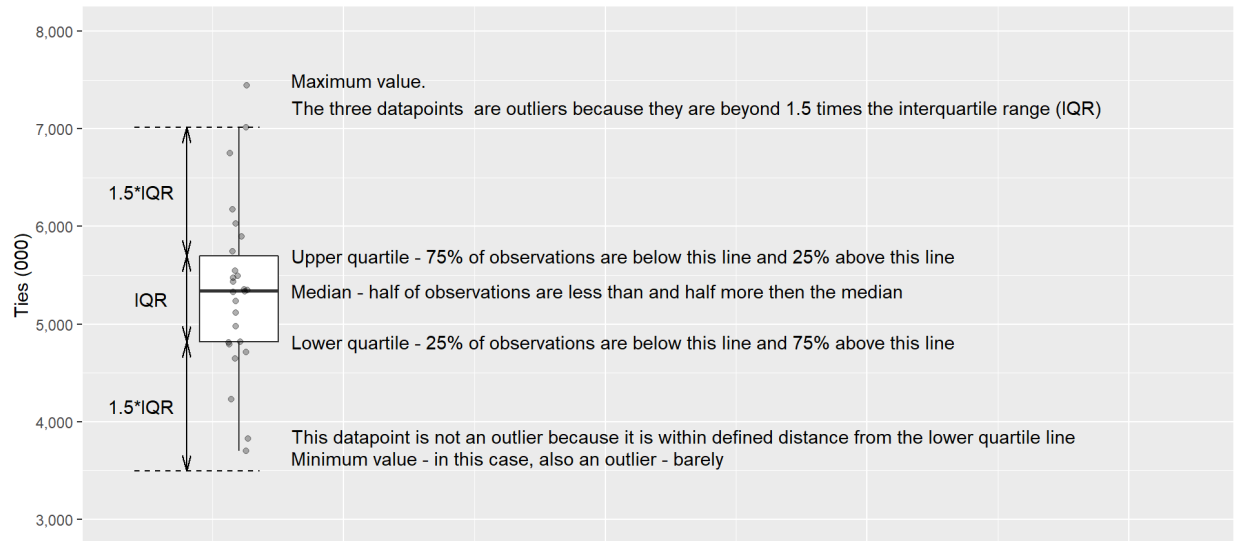 8,000
Maximum value.
The three datapoints  are outliers because they are beyond 1.5 times the interquartile range (IQR)
7,000
1.5*IQR
6,000
Upper quartile - 75% of observations are below this line and 25% above this line
Ties (000)
IQR
Median - half of observations are less than and half more then the median
5,000
Lower quartile - 25% of observations are below this line and 75% above this line
1.5*IQR
4,000
This datapoint is not an outlier because it is within defined distance from the lower quartile line
Minimum value - in this case, also an outlier - barely
3,000